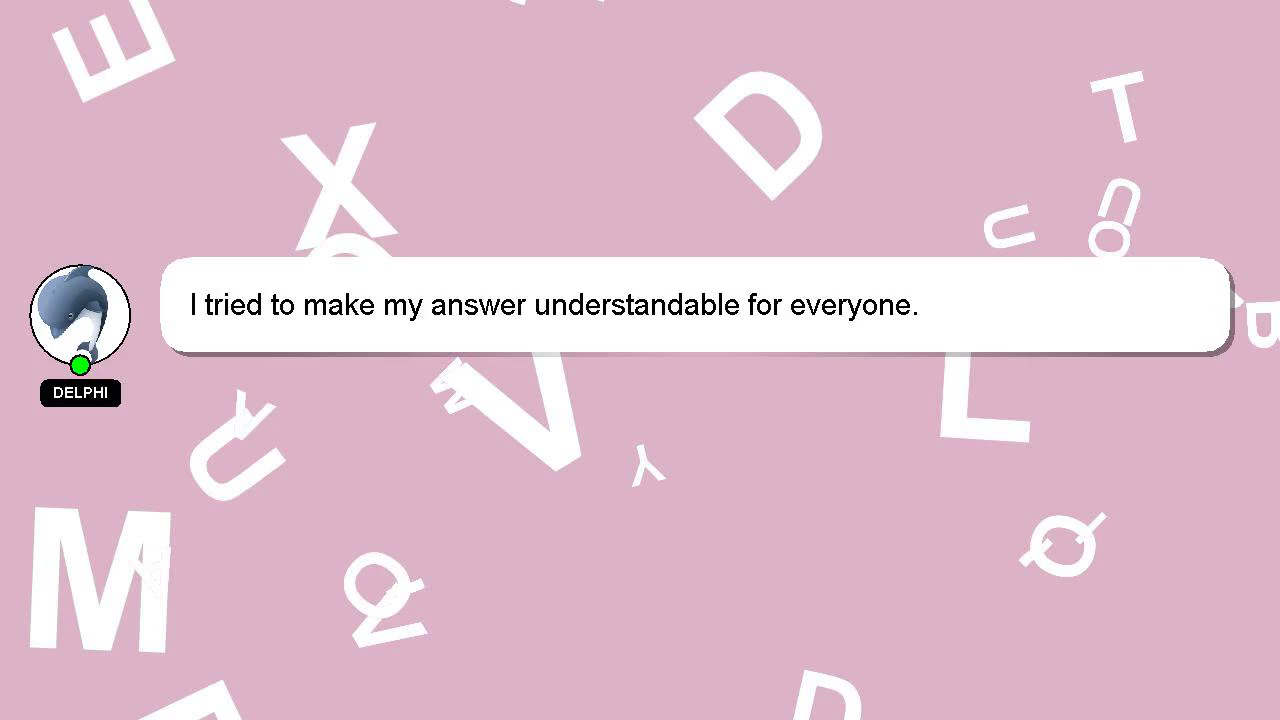 I tried to make my answer understandable for everyone.
DELPHI
E
X
D
T
U
U
O
B
V
L
Y
U
Y
M
Q
Z
D